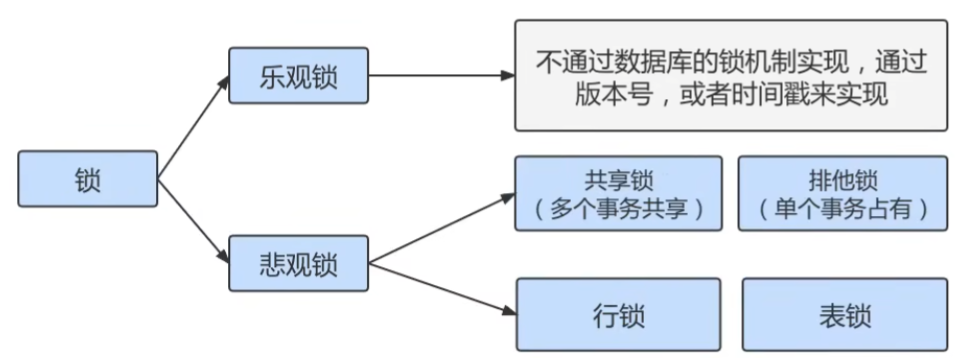 乐观锁
不通过数据库的锁机制实现，通过
版本号，或者时间戳来实现
锁
共享锁
（多个事务共享）
排他锁
（单个事务占有）
悲观锁
行锁
表锁